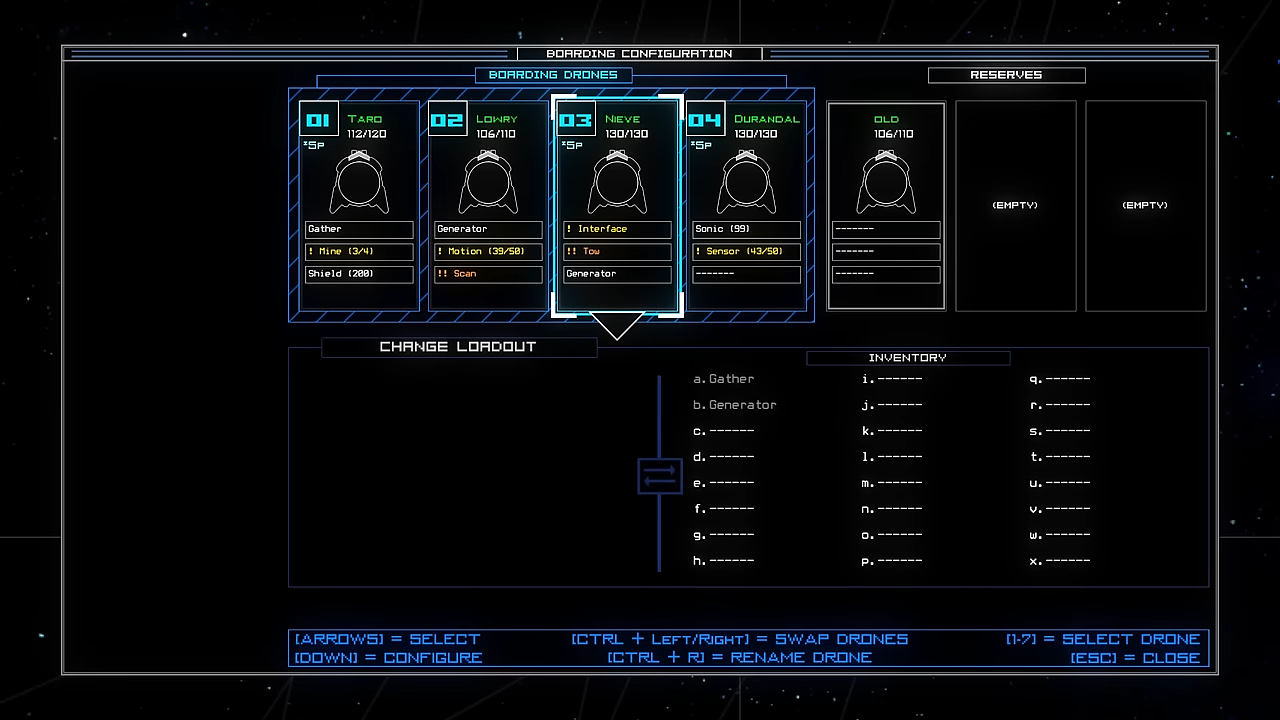 BOARDING CONFIGURATION
BOARDING DRONES
RESERVES
01 TARO
112/120
*SP
Gather
! Mine (3/4)
Shield (200)
02 LOWRY
106/110
Generator
! Motion (39/50)
!! Scan
03 NIEVE
130/130
*SP
! Interface
!! Tow
Generator
04 DURANDAL
130/130
*SP
Sonic (99)
! Sensor (43/50)
-------
OLD
106/110
-------
-------
-------
(EMPTY)
(EMPTY)
CHANGE LOADOUT
INVENTORY
a.Gather
b.Generator
c.------
d.------
e.------
f.------
g.------
h.------
i.------
j.------
k.------
l.------
m.------
n.------
o.------
p.------
q.------
r.------
s.------
t.------
u.------
v.------
w.------
x.------
[ARROWS] = SELECT
[CTRL + LEFT/RIGHT] = SWAP DRONES
[1-7] = SELECT DRONE
[DOWN] = CONFIGURE
[CTRL + R] = RENAME DRONE
[ESC] = CLOSE